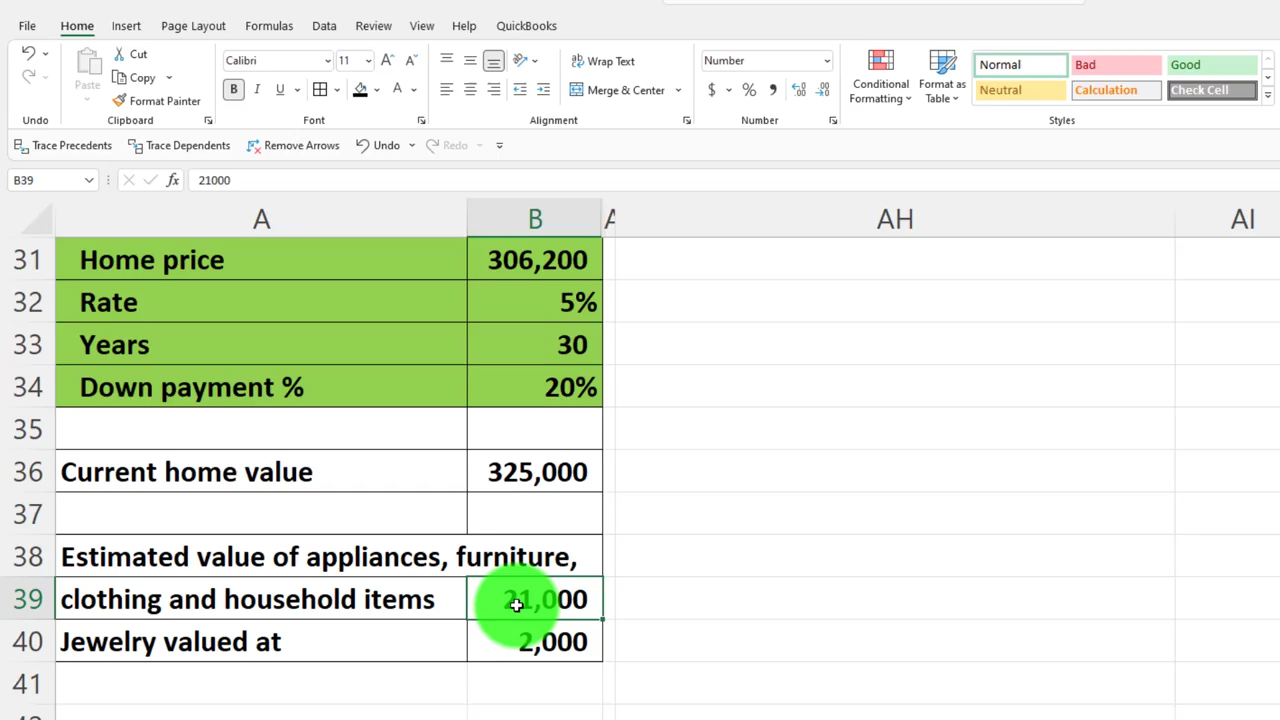 File Home Insert Page Layout Formulas Data Review View Help QuickBooks
Paste
Cut
Copy
Format Painter
Calibri 11 A A
B I U A
Wrap Text
Merge & Center
Number
$ % 9
Conditional Formatting
Format as Table
Normal Bad Good
Neutral Calculation Check Cell
Undo Clipboard Font Alignment Number Styles
Trace Precedents Trace Dependents Remove Arrows Undo Redo
B39 fx 21000
A B A AH AI
31 Home price 306,200
32 Rate 5%
33 Years 30
34 Down payment % 20%
35
36 Current home value 325,000
37
38 Estimated value of appliances, furniture,
39 clothing and household items 21,000
40 Jewelry valued at 2,000
41